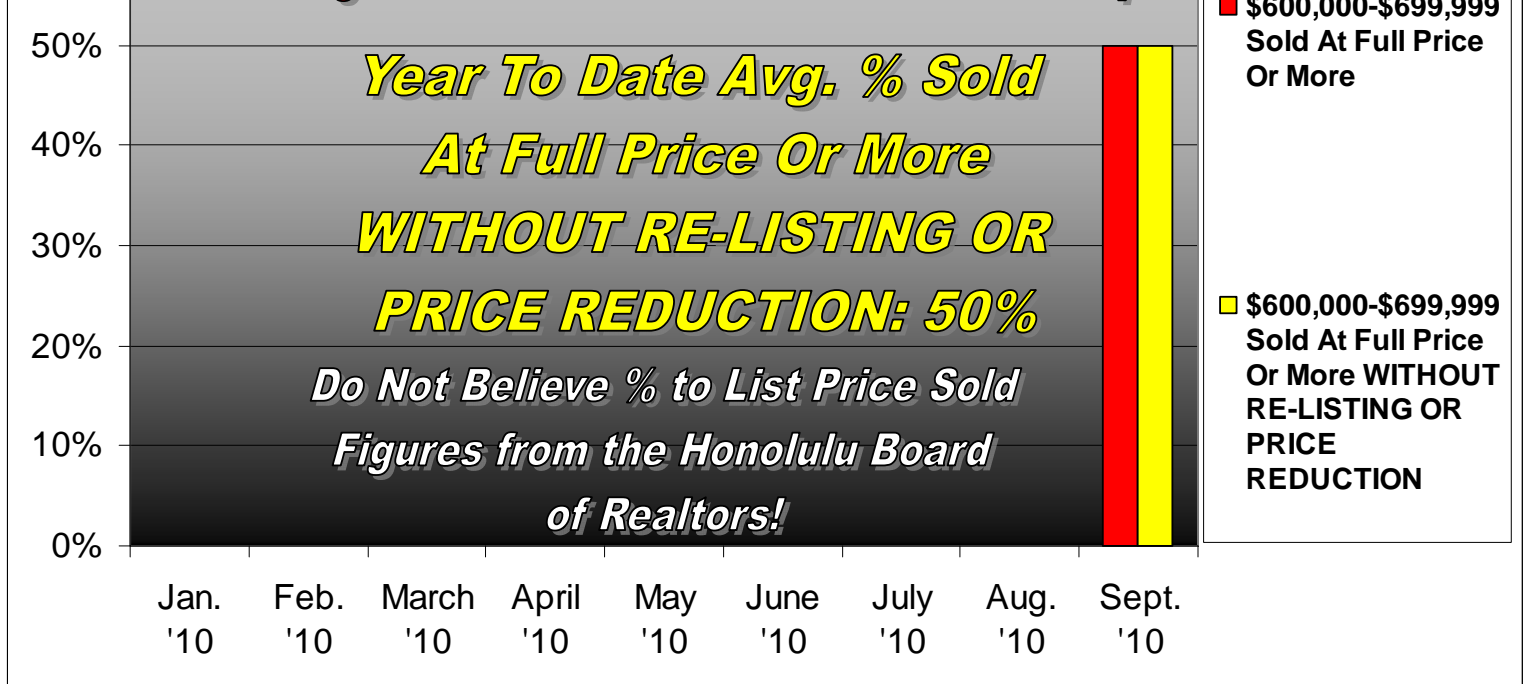 $600,000-$699,999
Sold At Full Price
Or More
50%
Year To Date Avg. % Sold
At Full Price Or More
WITHOUT RE-LISTING OR
PRICE REDUCTION: 50%
Do Not Believe % to List Price Sold
Figures from the Honolulu Board
of Realtors!
40%
30%
20%
10%
0%
$600,000-$699,999
Sold At Full Price
Or More WITHOUT
RE-LISTING OR
PRICE
REDUCTION
Jan. '10
Feb. '10
March '10
April '10
May '10
June '10
July '10
Aug. '10
Sept. '10